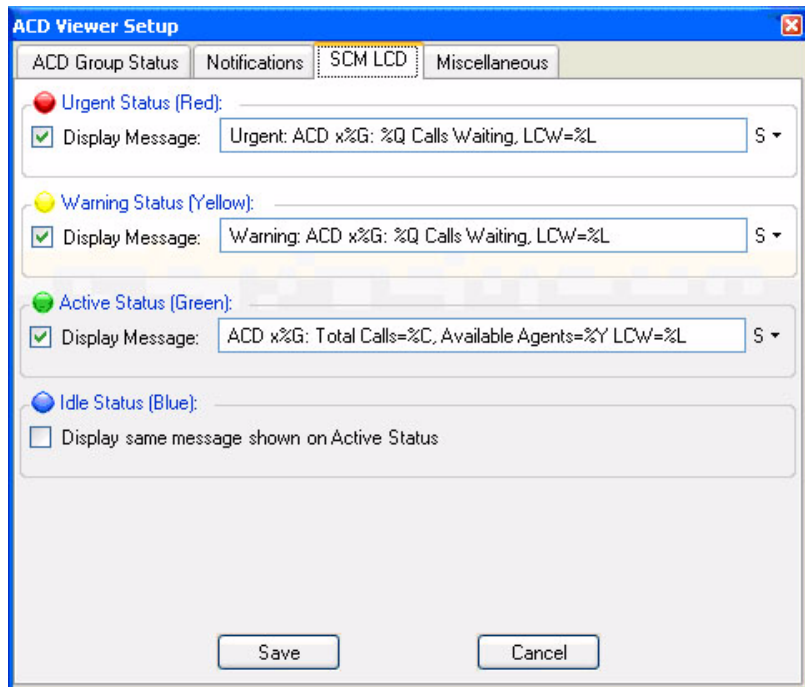 ACD Viewer Setup
ACD Group Status Notifications SCM LCD Miscellaneous
Urgent Status (Red):
Display Message: Urgent: ACD x%G: %Q Calls Waiting, LCW=%L S
Warning Status (Yellow):
Display Message: Warning: ACD x%G: %Q Calls Waiting, LCW=%L S
Active Status (Green):
Display Message: ACD x%G: Total Calls=%C, Available Agents=%Y LCW=%L S
Idle Status (Blue):
Display same message shown on Active Status
Save Cancel